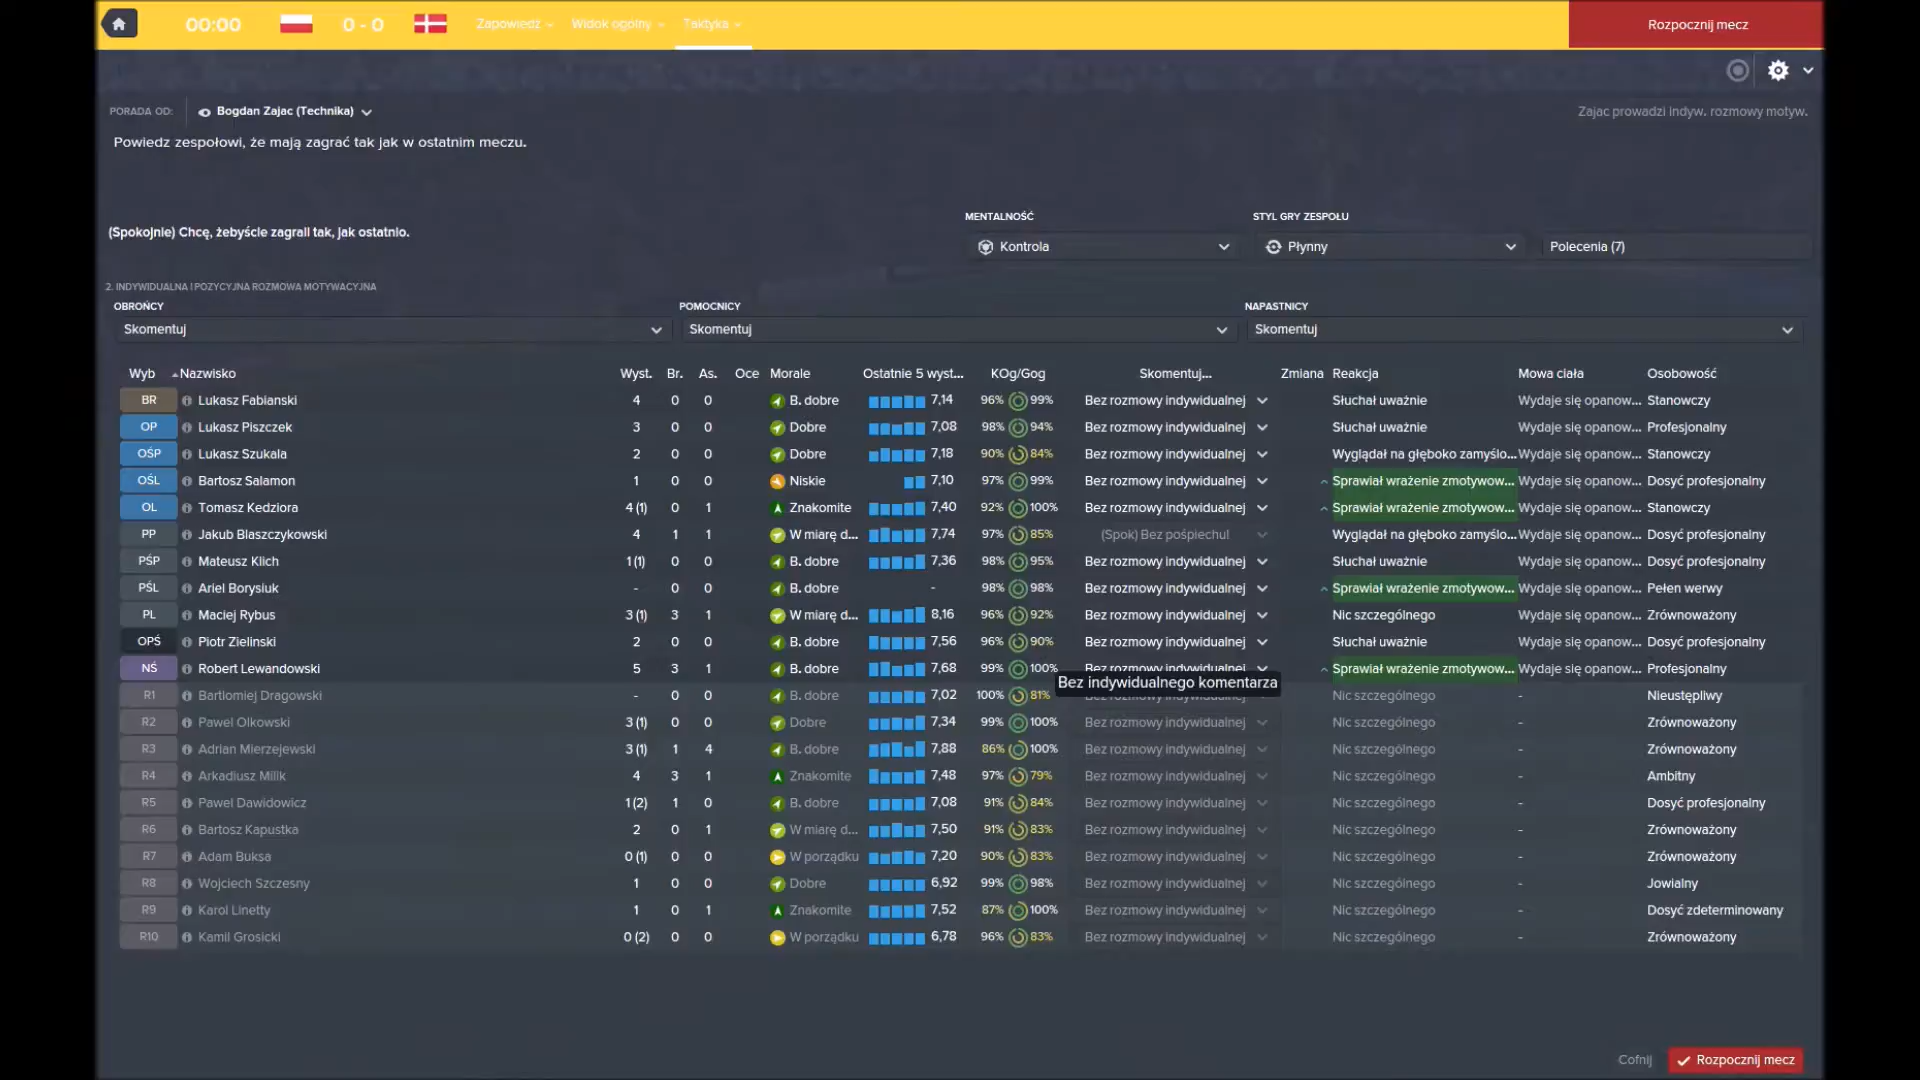 00:00 0 - 0 Zapowiedź Widok ogólny Taktyka Rozpocznij mecz
PORADA OD: Bogdan Zajac (Technika) Zajac prowadzi indyw. rozmowy motyw.
Powiedz zespołowi, że mają zagrać tak jak w ostatnim meczu.
MENTALNOŚĆ STYL GRY ZESPOŁU
(Spokojnie) Chcę, żebyście zagrali tak, jak ostatnio.
Kontrola Płynny Polecenia (7)
2. INDYWIDUALNA I POZYCYJNA ROZMOWA MOTYWACYJNA
OBROŃCY POMOCNICY NAPASTNICY
Skomentuj Skomentuj Skomentuj
Wyb Nazwisko Wyst. Br. As. Oce Morale Ostatnie 5 wyst... KOg/Gog Skomentuj... Zmiana Reakcja Mowa ciała Osobowość
BR Lukasz Fabianski 4 0 0 B. dobre 7,14 96% 99% Bez rozmowy indywidualnej Słuchał uważnie Wydaje się opanow... Stanowczy
OP Lukasz Piszczek 3 0 0 Dobre 7,08 98% 94% Bez rozmowy indywidualnej Słuchał uważnie Wydaje się opanow... Profesjonalny
OŚP Lukasz Szukala 2 0 0 Dobre 7,18 90% 84% Bez rozmowy indywidualnej Wyglądał na głęboko zamyślo... Wydaje się opanow... Stanowczy
OŚL Bartosz Salamon 1 0 0 Niskie 7,10 97% 99% Bez rozmowy indywidualnej Sprawiał wrażenie zmotywow... Wydaje się opanow... Dosyć profesjonalny
OL Tomasz Kedziora 4 (1) 0 1 Znakomite 7,40 92% 100% Bez rozmowy indywidualnej Sprawiał wrażenie zmotywow... Wydaje się opanow... Stanowczy
PP Jakub Blaszczykowski 4 1 1 W miarę d... 7,74 97% 85% (Spok) Bez pośpiechu! Wyglądał na głęboko zamyślo... Wydaje się opanow... Dosyć profesjonalny
PŚP Mateusz Klich 1 (1) 0 0 B. dobre 7,36 98% 95% Bez rozmowy indywidualnej Słuchał uważnie Wydaje się opanow... Dosyć profesjonalny
PŚL Ariel Borysiuk - 0 0 B. dobre - 98% 98% Bez rozmowy indywidualnej Sprawiał wrażenie zmotywow... Wydaje się opanow... Pełen werwy
PL Maciej Rybus 3 (1) 3 1 W miarę d... 8,16 96% 92% Bez rozmowy indywidualnej Nic szczególnego Wydaje się opanow... Zrównoważony
OPŚ Piotr Zielinski 2 0 0 B. dobre 7,56 96% 90% Bez rozmowy indywidualnej Słuchał uważnie Wydaje się opanow... Dosyć profesjonalny
NŚ Robert Lewandowski 5 3 1 B. dobre 7,68 99% 100% Bez rozmowy indywidualnej Sprawiał wrażenie zmotywow... Wydaje się opanow... Profesjonalny
Bez indywidualnego komentarza
R1 Bartlomiej Dragowski - 0 0 B. dobre 7,02 100% 81% Bez rozmowy indywidualnej Nic szczególnego - Nieustępliwy
R2 Pawel Olkowski 3 (1) 0 0 Dobre 7,34 99% 100% Bez rozmowy indywidualnej Nic szczególnego - Zrównoważony
R3 Adrian Mierzejewski 3 (1) 1 4 B. dobre 7,88 86% 100% Bez rozmowy indywidualnej Nic szczególnego - Zrównoważony
R4 Arkadiusz Milik 4 3 1 Znakomite 7,48 97% 79% Bez rozmowy indywidualnej Nic szczególnego - Ambitny
R5 Pawel Dawidowicz 1 (2) 1 0 B. dobre 7,08 91% 84% Bez rozmowy indywidualnej Nic szczególnego - Dosyć profesjonalny
R6 Bartosz Kapustka 2 0 1 W miarę d... 7,50 91% 83% Bez rozmowy indywidualnej Nic szczególnego - Zrównoważony
R7 Adam Buksa 0 (1) 0 0 W porządku 7,20 90% 83% Bez rozmowy indywidualnej Nic szczególnego - Zrównoważony
R8 Wojciech Szczesny 1 0 0 Dobre 6,92 99% 98% Bez rozmowy indywidualnej Nic szczególnego - Jowialny
R9 Karol Linetty 1 0 1 Znakomite 7,52 87% 100% Bez rozmowy indywidualnej Nic szczególnego - Dosyć zdeterminowany
R10 Kamil Grosicki 0 (2) 0 0 W porządku 6,78 96% 83% Bez rozmowy indywidualnej Nic szczególnego - Zrównoważony
Cofnij Rozpocznij mecz